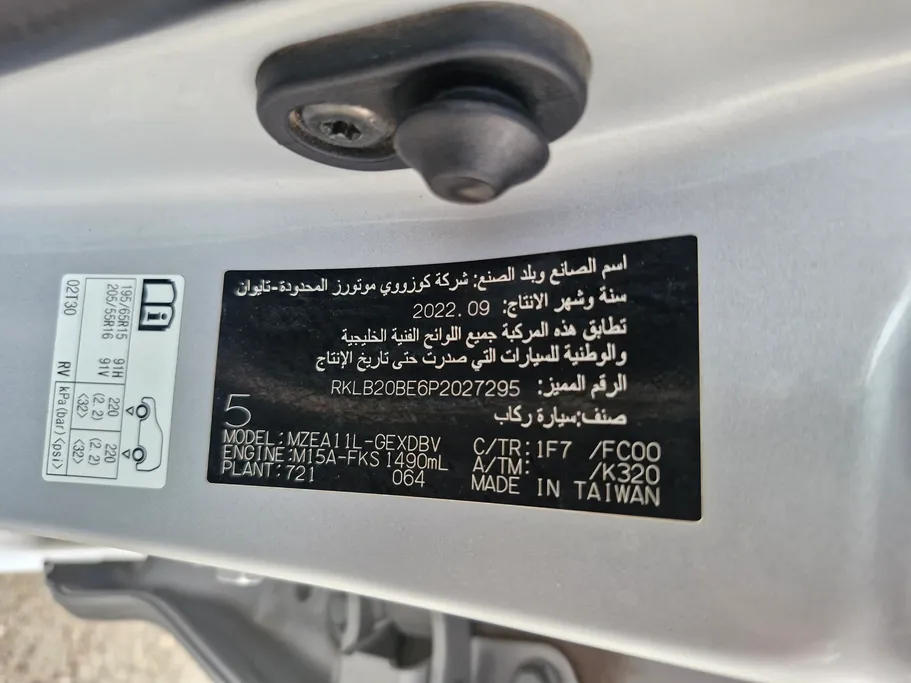 اسم الصانع وبلد الصنع: شركة كوزووي موتورز المحدودة-تايوان
سنة وشهر الإنتاج: 2022.09
تطابق هذه المركبة جميع اللوائح الفنية الخليجية
والوطنية للسيارات التي صدرت حتى تاريخ الإنتاج
الرقم المميز: RKLB20BE6P2027295
صنف:سيارة ركاب
5
MODEL:MZEA11L-GEXDBV C/TR:1F7 /FC00
ENGINE:M15A-FKS 1490mL A/TM: /K320
PLANT:721 064 MADE IN TAIWAN
02T30
195/65R15 91H 220 (2.2) <32> 220 (2.2) <32>
205/55R16 91V
RV kPa(bar)<psi>